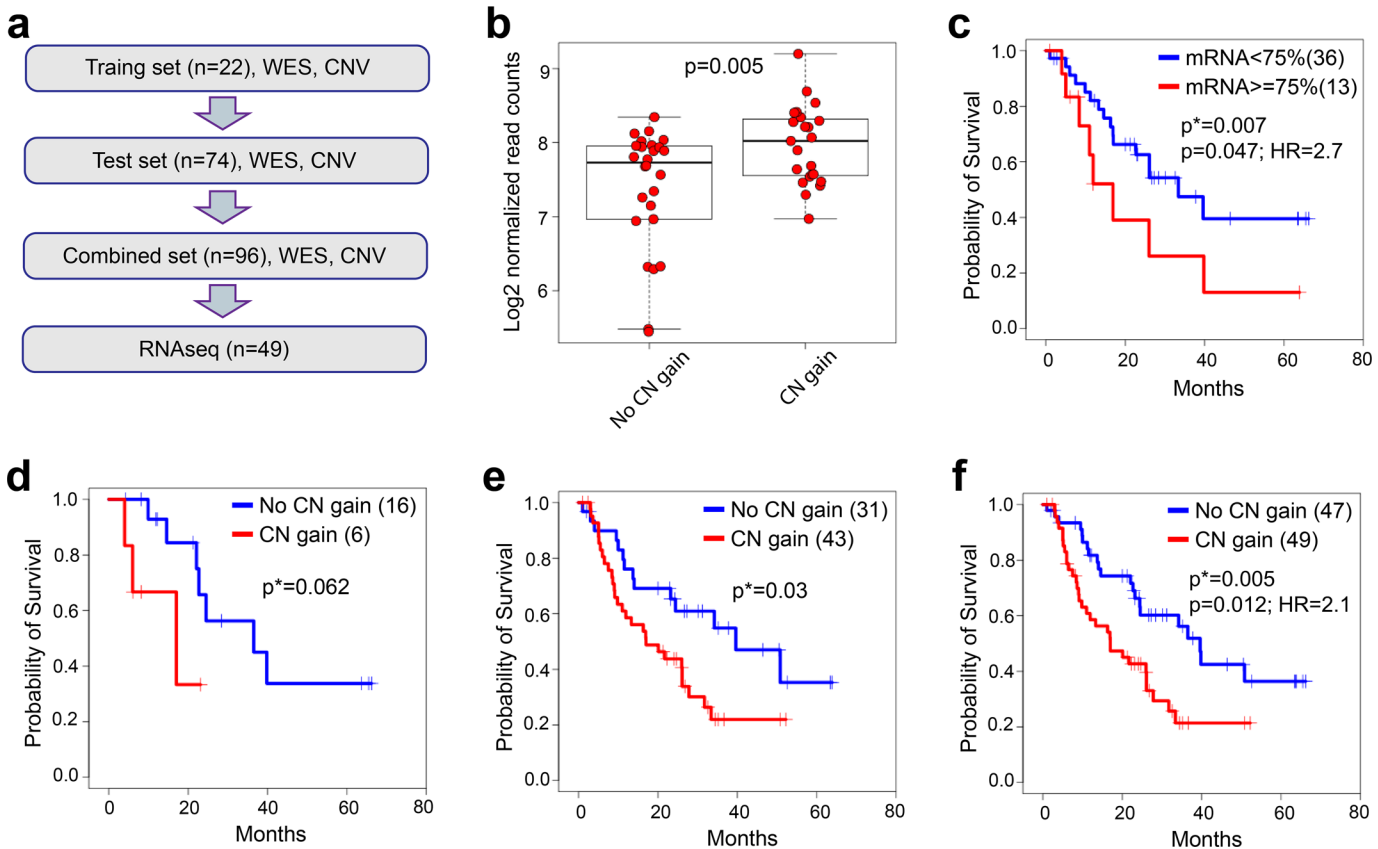 a
Traing set (n=22), WES, CNV
Test set (n=74), WES, CNV
Combined set (n=96), WES, CNV
RNAseq (n=49)
b
Log2 normalized read counts
9
8
7
6
p=0.005
No CN gain
CN gain
c
Probability of Survival
1.0
0.8
0.6
0.4
0.2
0.0
mRNA<75%(36)
mRNA>=75%(13)
p*=0.007
p=0.047; HR=2.7
0 20 40 60 80
Months
d
Probability of Survival
1.0
0.8
0.6
0.4
0.2
0.0
No CN gain (16)
CN gain (6)
p*=0.062
0 20 40 60 80
Months
e
Probability of Survival
1.0
0.8
0.6
0.4
0.2
0.0
No CN gain (31)
CN gain (43)
p*=0.03
0 20 40 60 80
Months
f
Probability of Survival
1.0
0.8
0.6
0.4
0.2
0.0
No CN gain (47)
CN gain (49)
p*=0.005
p=0.012; HR=2.1
0 20 40 60 80
Months